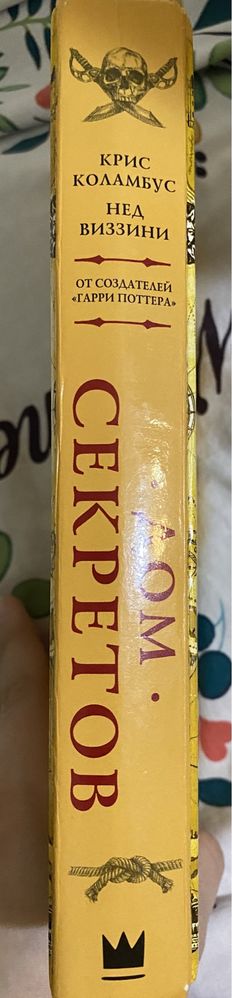 КРИС
КОЛАМБУС
НЕД
ВИЗЗИНИ
ОТ СОЗДАТЕЛЕЙ
«ГАРРИ ПОТТЕРА»
· ДОМ ·
СЕКРЕТОВ